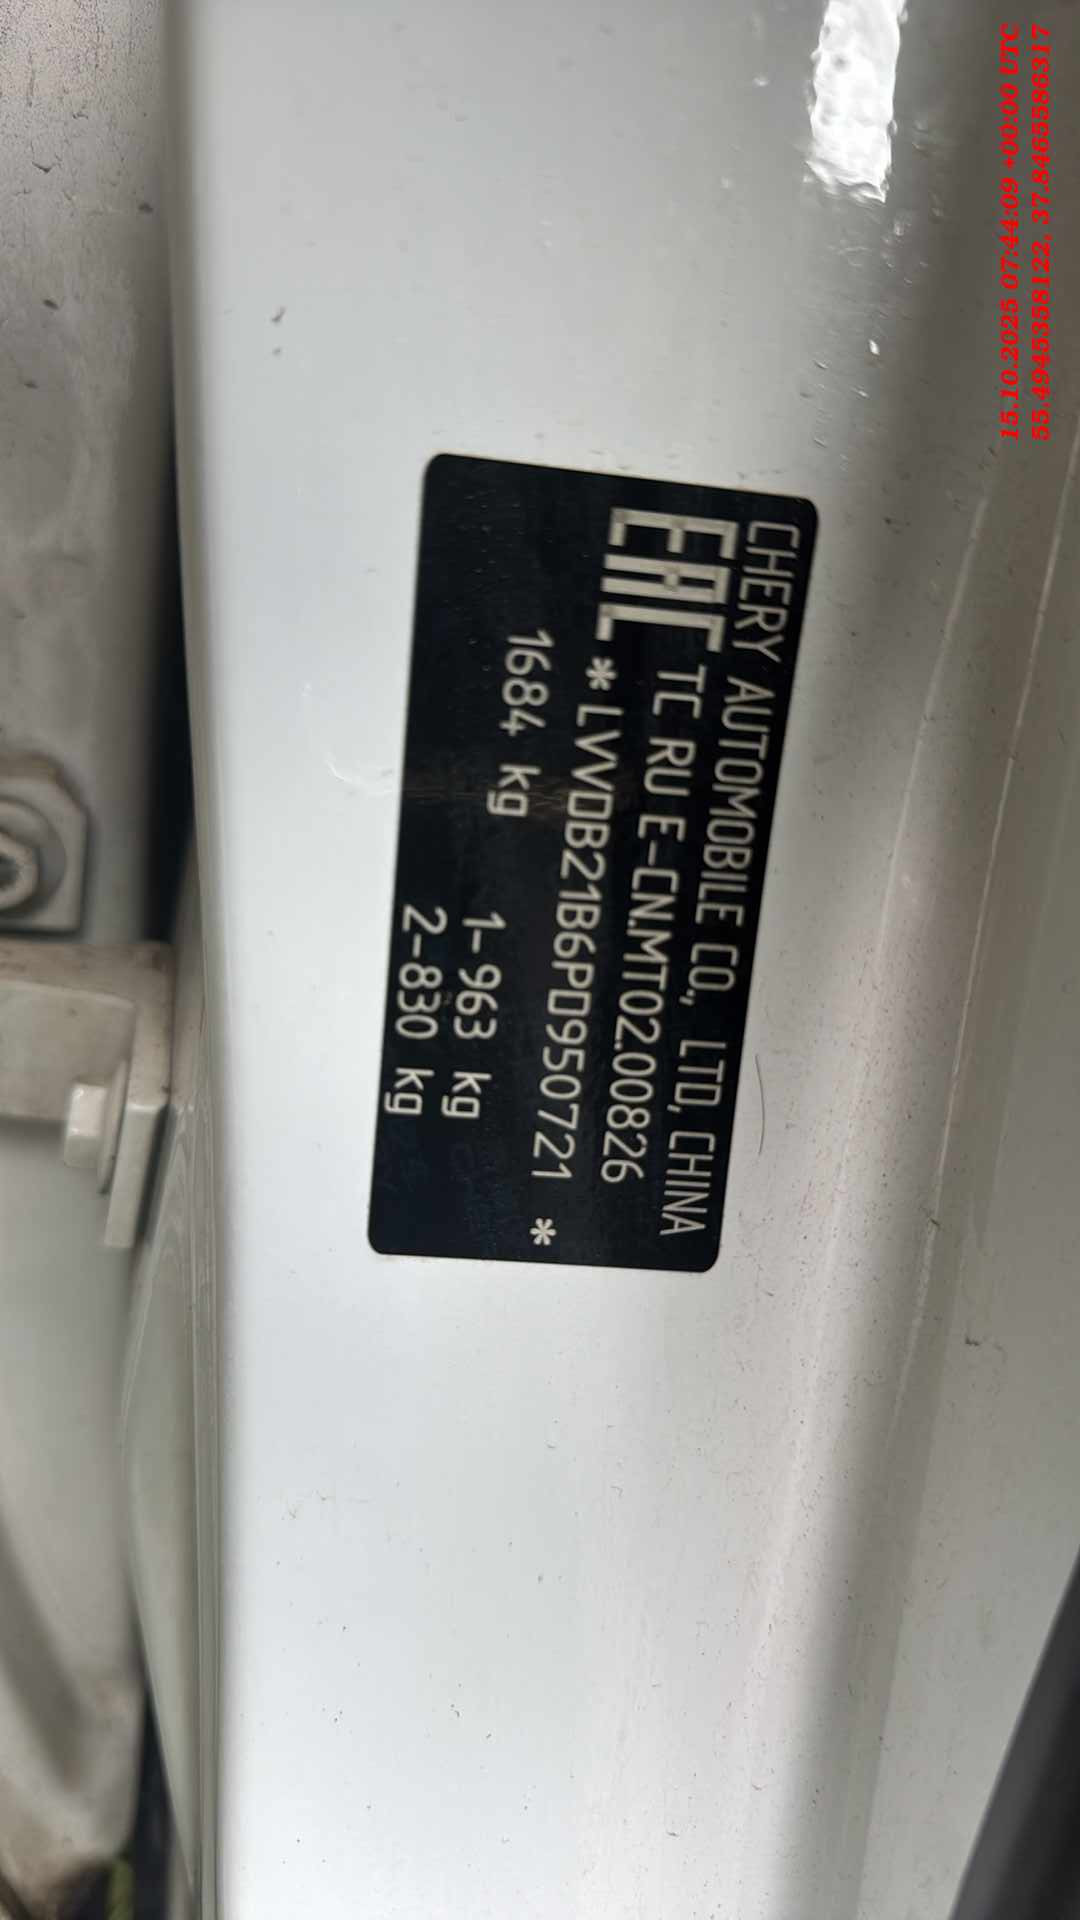 CHERY AUTOMOBILE CO., LTD, CHINA
EAC TC RU E-CN.MT02.00826
*LVVDB21B6PD950721 *
1684 kg
1-963 kg
2-830 kg
15.10.2025 07:44:09 +00:00 UTC
55.4945358122, 37.8465586317